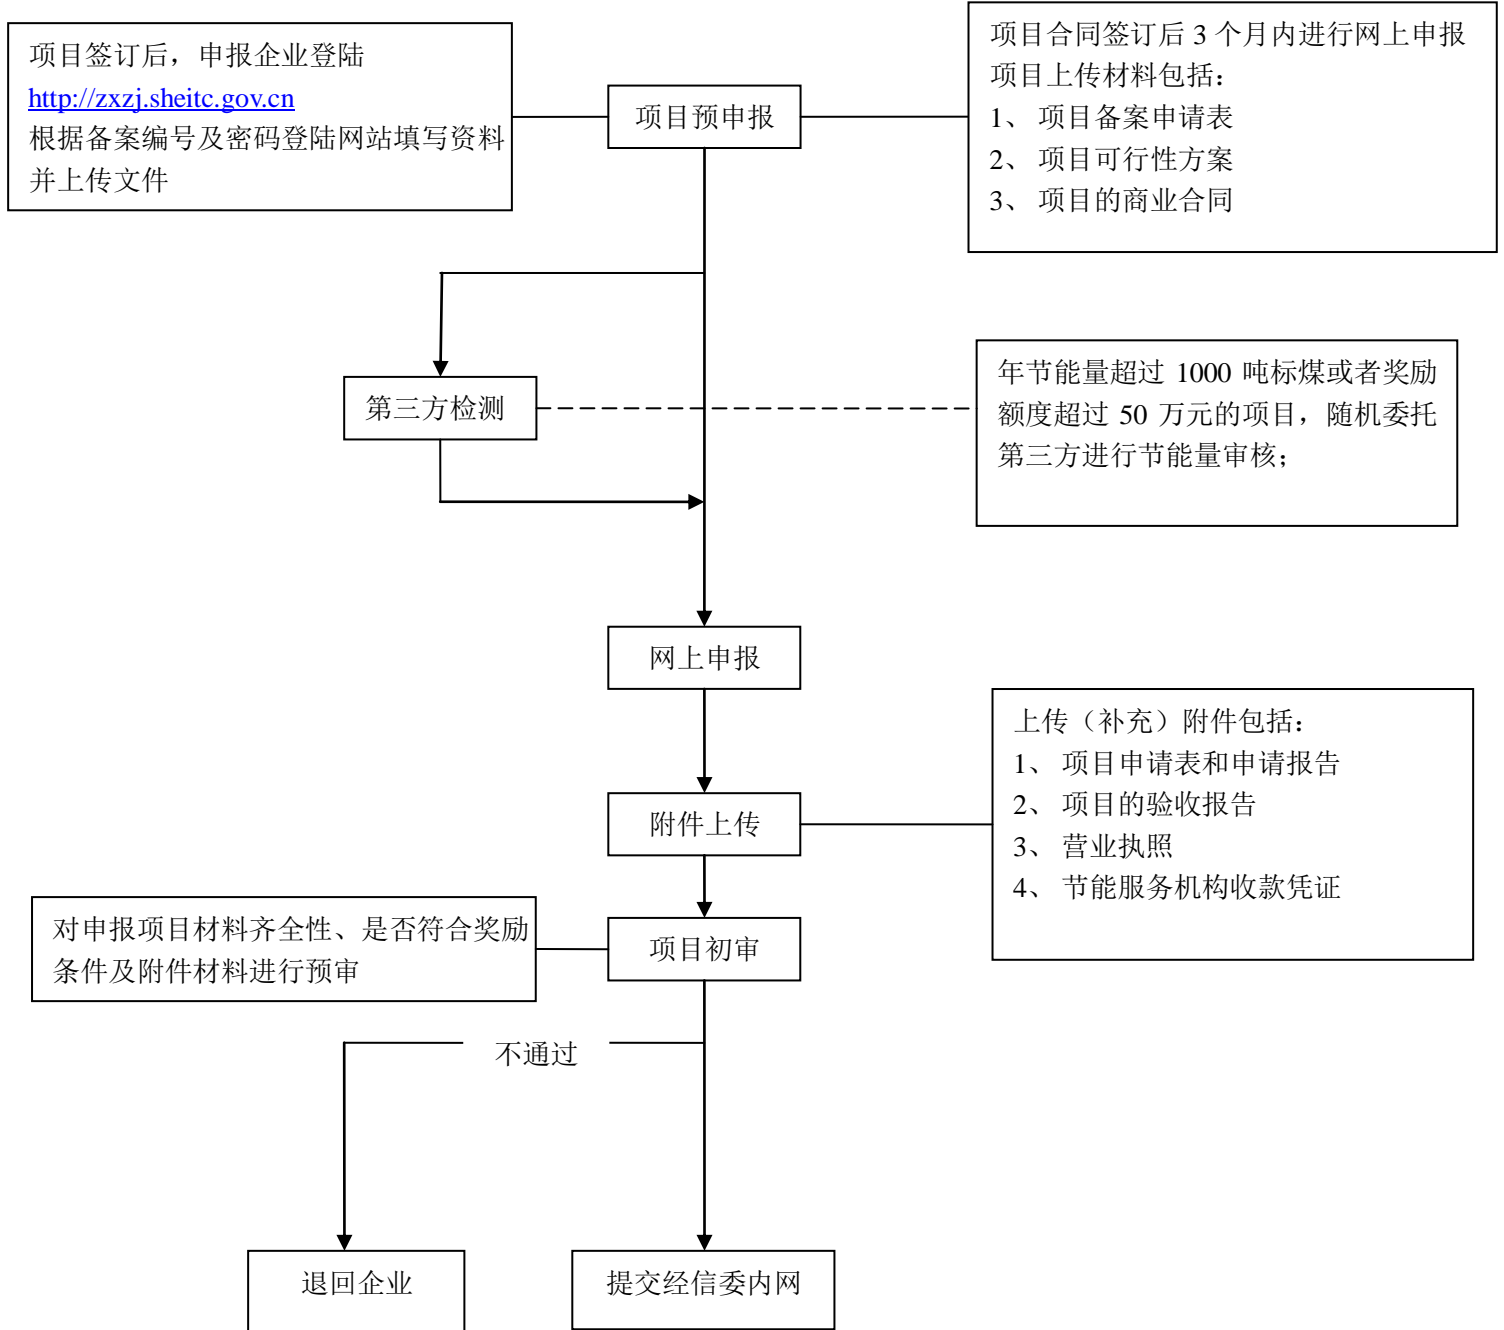 项目签订后，申报企业登陆
http://zxzj.sheitc.gov.cn
根据备案编号及密码登陆网站填写资料
并上传文件
项目预申报
项目合同签订后 3 个月内进行网上申报
项目上传材料包括：
1、 项目备案申请表
2、 项目可行性方案
3、 项目的商业合同
第三方检测
年节能量超过 1000 吨标煤或者奖励
额度超过 50 万元的项目，随机委托
第三方进行节能量审核；
网上申报
上传（补充）附件包括：
1、 项目申请表和申请报告
2、 项目的验收报告
3、 营业执照
4、 节能服务机构收款凭证
附件上传
对申报项目材料齐全性、是否符合奖励
条件及附件材料进行预审
项目初审
不通过
退回企业
提交经信委内网